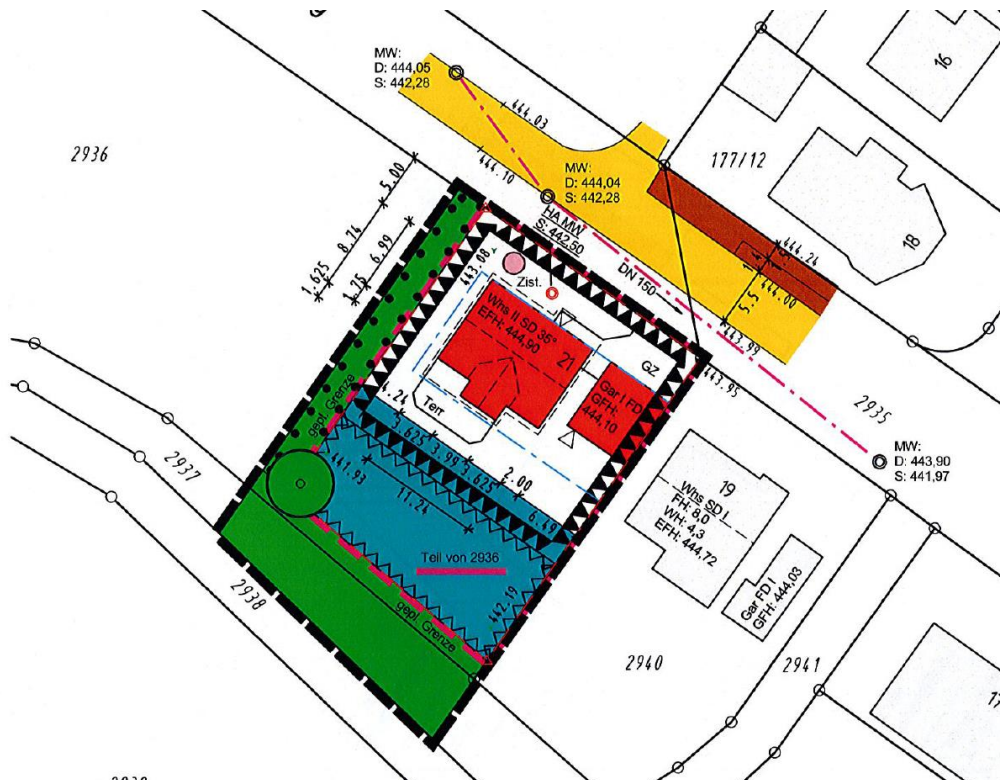 MW:
D: 444,05
S: 442,28
16
444.03
2936
444.10
177/12
MW:
D: 444,04
S: 442,28
5.00
8.74
6.99
1.625
1.75
HA MW
S: 442,50
18
444.24
1.5
444.00
5.5
443.08
Zist.
DN 150
443.99
Whs II SD 35°
EFH: 444,90
21
GZ
443.95
Gar I FD
GFH:
444,10
2935
gepl. Grenze
4.24
Terr
3.625
3.99
3.625
2.00
6.49
MW:
D: 443,90
S: 441,97
2937
441.93
11.24
19
Whs SD I
FH: 8,0
WH: 4,3
EFH: 444,72
Teil von 2936
Gar FD I
GFH: 444,03
2938
gepl. Grenze
442.19
2940
2941
17